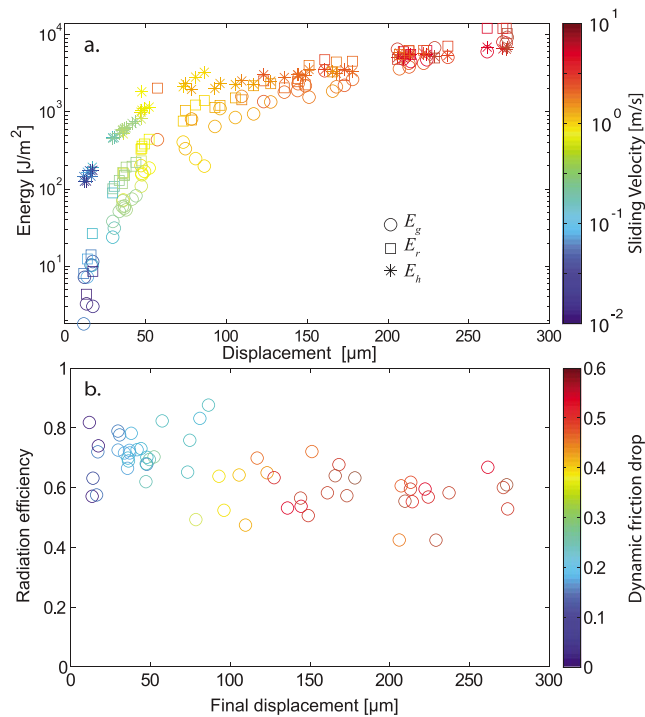 a.
10^4
10^3
10^2
10^1
Energy [J/m^2]
E_g
E_r
E_h
0 50 100 150 200 250 300
Displacement [µm]
10^1
10^0
10^-1
10^-2
Sliding Velocity [m/s]
b.
1
0.8
0.6
0.4
0.2
0
Radiation efficiency
0 50 100 150 200 250 300
Final displacement [µm]
0.6
0.5
0.4
0.3
0.2
0.1
0
Dynamic friction drop